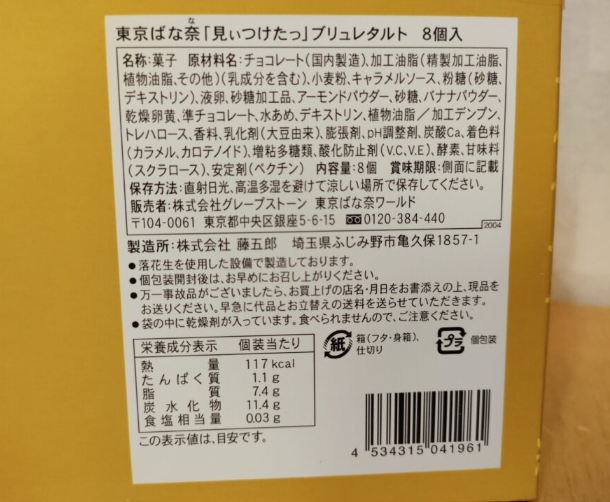 東京ばな奈「見ぃつけたっ」ブリュレタルト 8個入
な
名称:菓子 原材料名:チョコレート(国内製造)、加工油脂(精製加工油脂、
植物油脂、その他)(乳成分を含む)、小麦粉、キャラメルソース、粉糖(砂糖、
デキストリン)、液卵、砂糖加工品、アーモンドパウダー、砂糖、バナナパウダー、
乾燥卵黄、準チョコレート、水あめ、デキストリン、植物油脂/加工デンプン、
トレハロース、香料、乳化剤(大豆由来)、膨張剤、pH調整剤、炭酸Ca、着色料
(カラメル、カロテノイド)、増粘多糖類、酸化防止剤(V.C、V.E)、酵素、甘味料
(スクラロース)、安定剤(ペクチン) 内容量:8個 賞味期限:側面に記載
保存方法:直射日光、高温多湿を避けて涼しい場所で保存してください。
販売者:株式会社グレープストーン 東京ばな奈ワールド
〒104-0061 東京都中央区銀座5-6-15 0120-384-440
2004
製造所:株式会社 藤五郎 埼玉県ふじみ野市亀久保1857-1
●落花生を使用した設備で製造しております。
●個包装開封後は、お早めにお召し上がりください。
●万一事故品がございましたら、お買上げの店名・月日をお書添えの上、現品を
お送りください。早急に代品とお立替えの送料を送らせていただきます。
●袋の中に乾燥剤が入っています。食べられませんので、ご注意ください。
栄養成分表示 個装当たり
熱量 117kcal
たんぱく質 1.1g
脂質 7.4g
炭水化物 11.4g
食塩相当量 0.03g
この表示値は、目安です。
紙 箱(フタ・身箱)、
仕切り
プラ 個包装
4 534315 041961